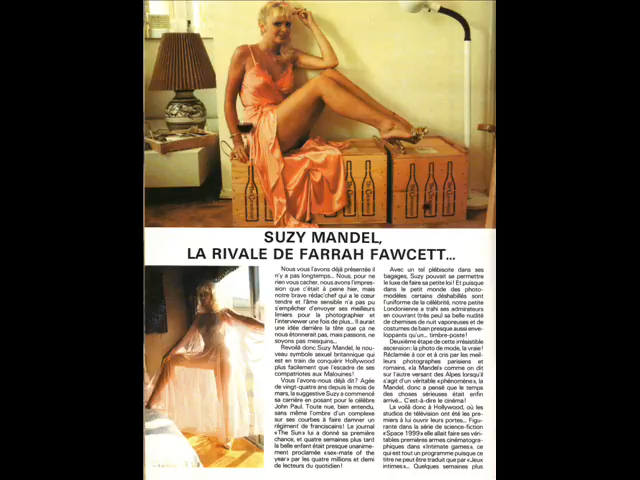 SUZY MANDEL,
LA RIVALE DE FARRAH FAWCETT...
Nous vous l'avons déjà présentée il
n'y a pas longtemps... Nous, pour ne
rien vous cacher, nous avons l'impres-
sion que c'était à peine hier, mais
notre brave rédac'chef qui a le cœur
tendre et l'âme sensible n'a pas pu
s'empêcher d'envoyer ses meilleurs
limiers pour la photographier et
l'interviewer une fois de plus... Il aurait
une idée derrière la tête que ça ne
nous étonnerait pas, mais passons, ne
soyons pas mesquins...
Revoilà donc Suzy Mandel, le nou-
veau symbole sexuel britannique qui
est en train de conquérir Hollywood
plus facilement que l'escadre de ses
compatriotes aux Malouines!
Vous l'avons-nous déjà dit? Agée
de vingt-quatre ans depuis le mois de
mars, la suggestive Suzy a commencé
sa carrière en posant pour le célèbre
John Paul. Toute nue, bien entendu,
sans même l'ombre d'un complexe
sur ses courbes à faire damner un
régiment de franciscains! Le journal
«The Sun» lui a donné sa première
chance, et quatre semaines plus tard
la belle enfant était presque unanime-
ment proclamée «sex-mate of the
year» par les quatre millions et demi
de lecteurs du quotidien!
Avec un tel plébiscite dans ses
bagages, Suzy pouvait se permettre
le luxe de faire sa petite loi! Et puisque
dans le petit monde des photo-
modèles certains déshabillés sont
l'uniforme de la célébrité, notre petite
Londonienne a trahi ses admirateurs
en couvrant (très peu) sa belle nudité
de chemises de nuit vaporeuses et de
costumes de bain presque aussi enve-
loppants qu'un... timbre-poste!
Deuxième étape de cette irrésistible
ascension: la photo de mode, la vraie!
Réclamée à cor et à cris par les meil-
leurs photographes parisiens et
romains, «la Mandel» comme on dit
sur l'autre versant des Alpes lorsqu'il
s'agit d'un véritable «phénomène», la
Mandel, donc a pensé que le temps
des choses sérieuses était enfin
arrivé... C'est-à-dire le cinéma!
La voilà donc à Hollywood, où les
studios de télévision ont été les pre-
miers à lui ouvrir leurs portes... Figu-
rante dans la série de science-fiction
«Space 1999» elle allait faire ses véri-
tables premières armes cinématogra-
phiques dans «Intimate games», ce
qui est tout un programme puisque ce
titre ne peut être traduit que par «Jeux
intimes»... Quelques semaines plus